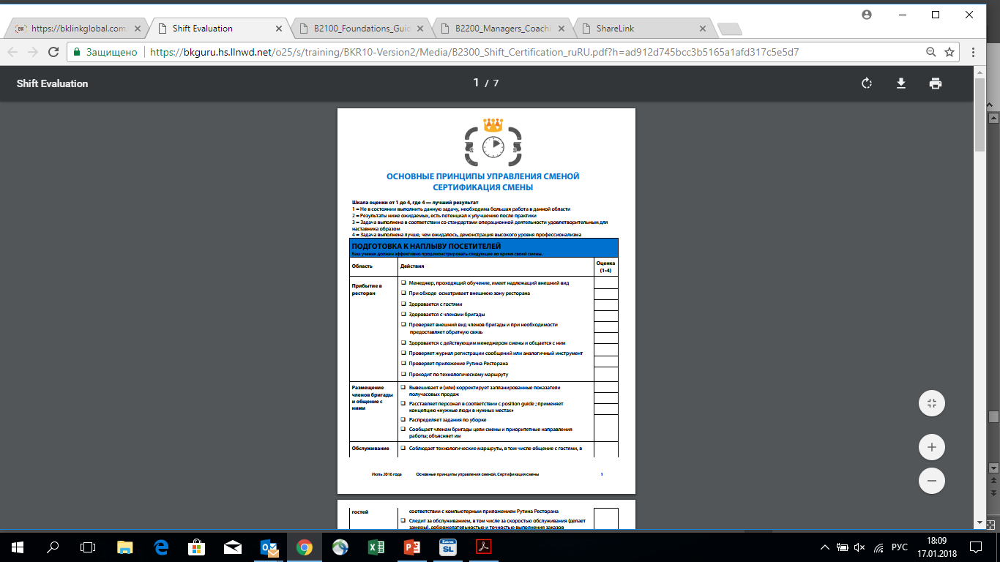 https://bklinkglobal.com
Shift Evaluation
B2100_Foundations_Guid
B2200_Managers_Coachi
ShareLink
Защищено
https://bkguru.hs.llnwd.net/o25/s/training/BKR10-Version2/Media/B2300_Shift_Certification_ruRU.pdf?h=ad912d745bcc3b5165a1afd317c5e5d7
Shift Evaluation
1 / 7
ОСНОВНЫЕ ПРИНЦИПЫ УПРАВЛЕНИЯ СМЕНОЙ
СЕРТИФИКАЦИЯ СМЕНЫ
Шкала оценки от 1 до 4, где 4 — лучший результат
1 = Не в состоянии выполнить данную задачу, необходима большая работа в данной области
2 = Результаты ниже ожидаемых, есть потенциал к улучшению после практики
3 = Задача выполнена в соответствии со стандартами операционной деятельности удовлетворительным для
наставника образом
4 = Задача выполнена лучше, чем ожидалось, демонстрация высокого уровня профессионализма
ПОДГОТОВКА К НАПЛЫВУ ПОСЕТИТЕЛЕЙ
Ваш ученик должен эффективно продемонстрировать следующее во время своей смены.
Область
Действия
Оценка
(1-4)
Прибытие в
ресторан
Менеджер, проходящий обучение, имеет надлежащий внешний вид
При обходе осматривает внешнюю зону ресторана
Здоровается с гостями
Здоровается с членами бригады
Проверяет внешний вид членов бригады и при необходимости
предоставляет обратную связь
Здоровается с действующим менеджером смены и общается с ним
Проверяет журнал регистрации сообщений или аналогичный инструмент
Проверяет приложение Рутина Ресторана
Проходит по технологическому маршруту
Размещение
членов бригады
и общение с
ними
Вывешивает и (или) корректирует запланированные показатели
получасовых продаж
Расставляет персонал в соответствии с position guide ; применяет
концепцию «нужные люди в нужных местах»
Распределяет задания по уборке
Сообщает членам бригады цели смены и приоритетные направления
работы; объясняет им
Обслуживание
Соблюдает технологические маршруты, в том числе общение с гостями, в
Июль 2016 года
Основные принципы управления сменой. Сертификация смены
1
гостей
соответствии с компьютерным приложением Рутина Ресторана
Следит за обслуживанием, в том числе за скоростью обслуживания (делает
замеры), доброжелательностью и точностью выполнения заказов
РУС
18:09
17.01.2018